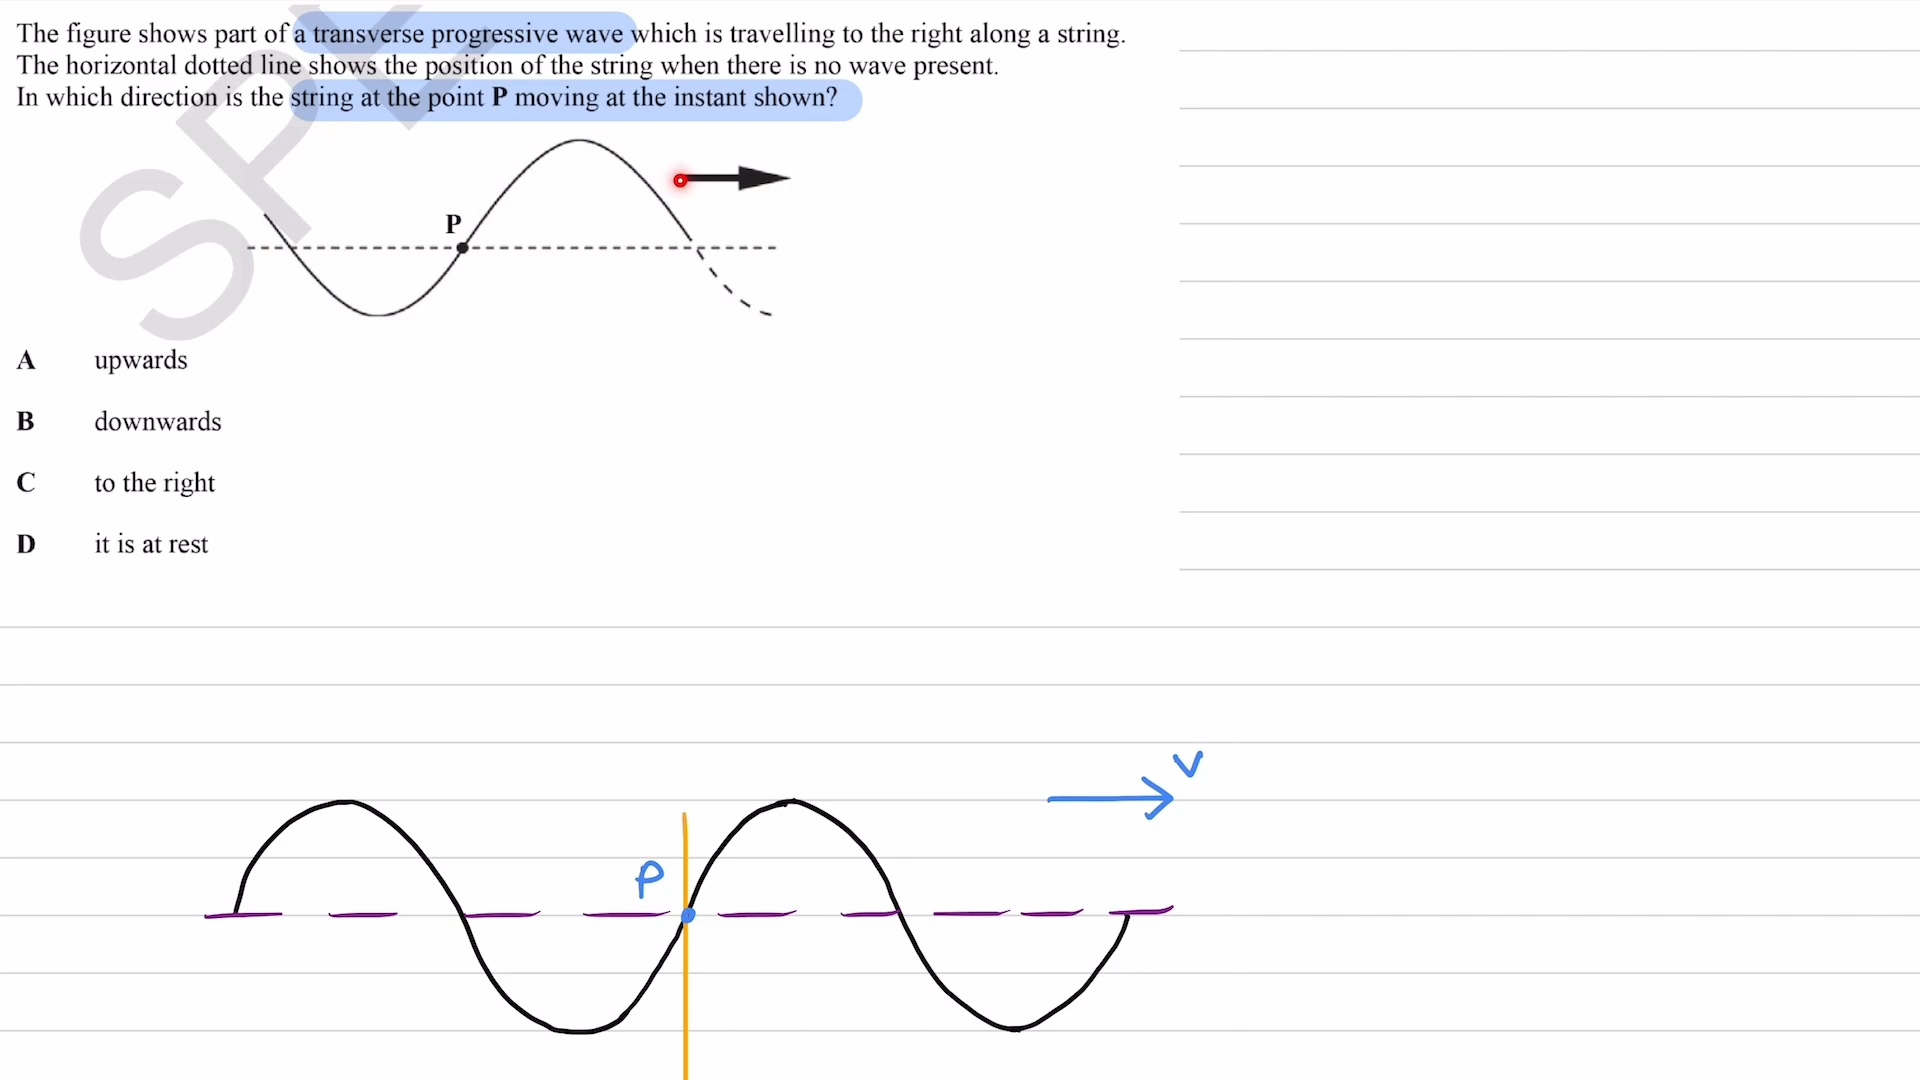 The figure shows part of a transverse progressive wave which is travelling to the right along a string.
The horizontal dotted line shows the position of the string when there is no wave present.
In which direction is the string at the point P moving at the instant shown?
SPE
P
A upwards
B downwards
C to the right
D it is at rest
V
P